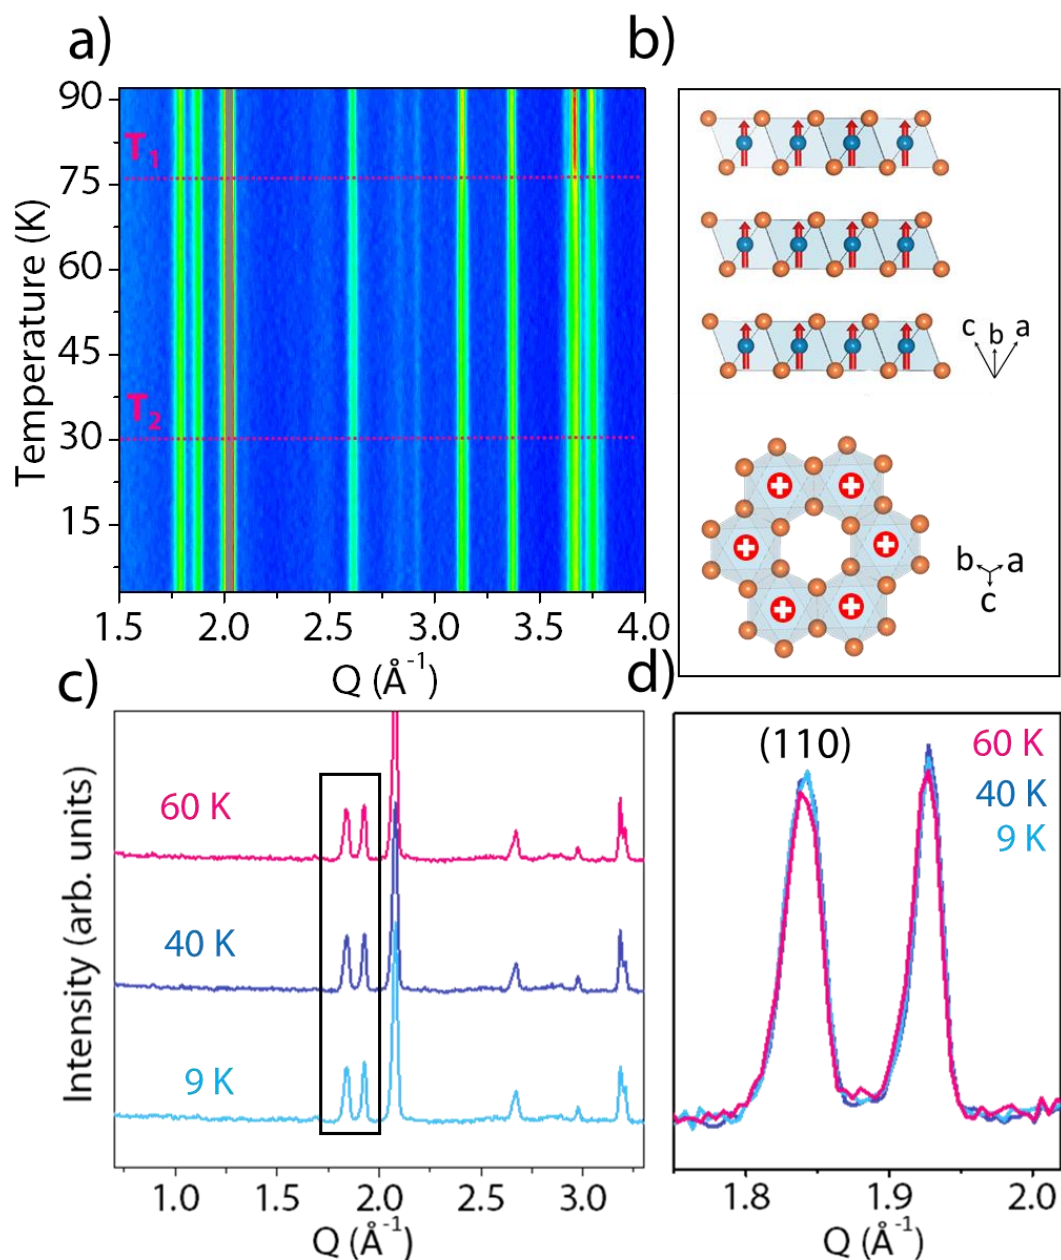 a)
90
75
60
45
30
15
Temperature (K)
T₁
T₂
1.5 2.0 2.5 3.0 3.5 4.0
Q (Å⁻¹)
b)
c b a
b a
c
c)
60 K
40 K
9 K
Intensity (arb. units)
1.0 1.5 2.0 2.5 3.0
Q (Å⁻¹)
d)
(110)
60 K
40 K
9 K
1.8 1.9 2.0
Q (Å⁻¹)